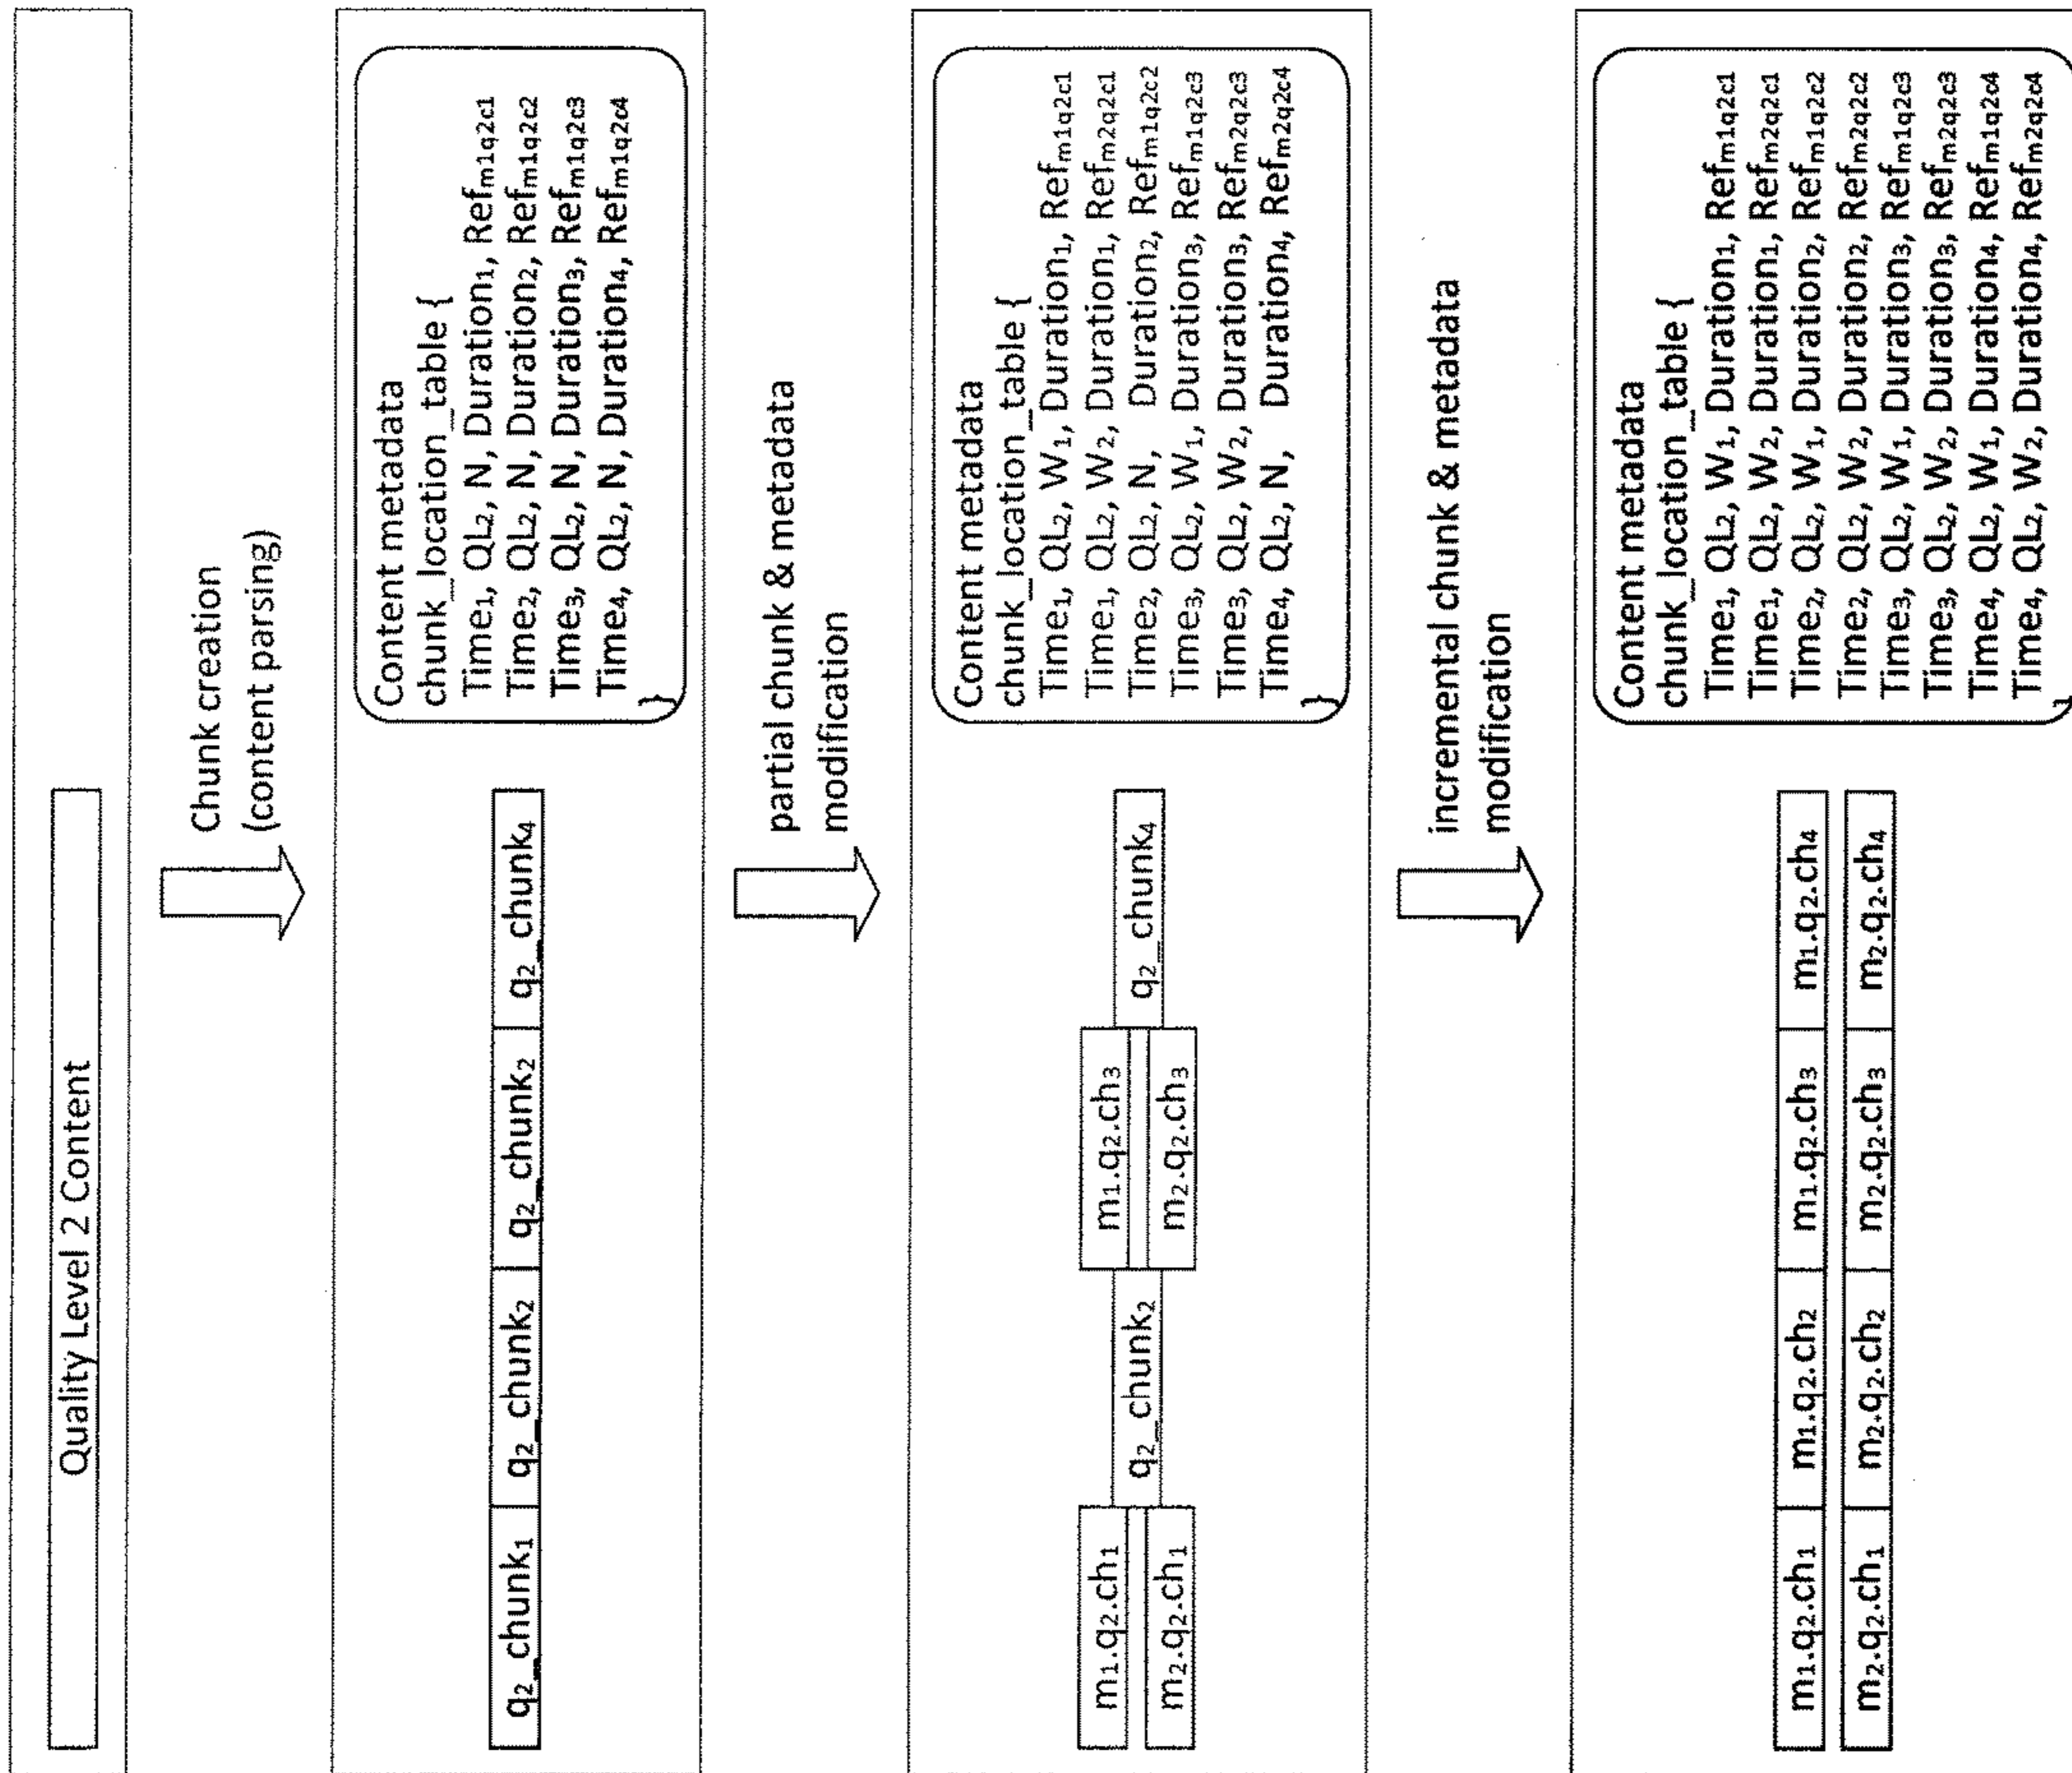 Quality Level 2 Content
Chunk creation
(content parsing)
q₂_chunk₁ q₂_chunk₂ q₂_chunk₂ q₂_chunk₄
Content metadata
chunk_location_table {
Time₁, QL₂, N, Duration₁, Refm1q2c1
Time₂, QL₂, N, Duration₂, Refm1q2c2
Time₃, QL₂, N, Duration₃, Refm1q2c3
Time₄, QL₂, N, Duration₄, Refm1q2c4
}
partial chunk & metadata
modification
m₁.q₂.ch₁ m₁.q₂.ch₃
q₂_chunk₂ q₂_chunk₄
m₂.q₂.ch₁ m₂.q₂.ch₃
Content metadata
chunk_location_table {
Time₁, QL₂, W₁, Duration₁, Refm1q2c1
Time₁, QL₂, W₂, Duration₁, Refm2q2c1
Time₂, QL₂, N, Duration₂, Refm1q2c2
Time₃, QL₂, W₁, Duration₃, Refm1q2c3
Time₃, QL₂, W₂, Duration₃, Refm2q2c3
Time₄, QL₂, N, Duration₄, Refm2q2c4
}
incremental chunk & metadata
modification
m₁.q₂.ch₁ m₁.q₂.ch₂ m₁.q₂.ch₃ m₁.q₂.ch₄
m₂.q₂.ch₁ m₂.q₂.ch₂ m₂.q₂.ch₃ m₂.q₂.ch₄
Content metadata
chunk_location_table {
Time₁, QL₂, W₁, Duration₁, Refm1q2c1
Time₁, QL₂, W₂, Duration₁, Refm2q2c1
Time₂, QL₂, W₁, Duration₂, Refm1q2c2
Time₂, QL₂, W₂, Duration₂, Refm2q2c2
Time₃, QL₂, W₁, Duration₃, Refm1q2c3
Time₃, QL₂, W₂, Duration₃, Refm2q2c3
Time₄, QL₂, W₁, Duration₄, Refm1q2c4
Time₄, QL₂, W₂, Duration₄, Refm2q2c4
}